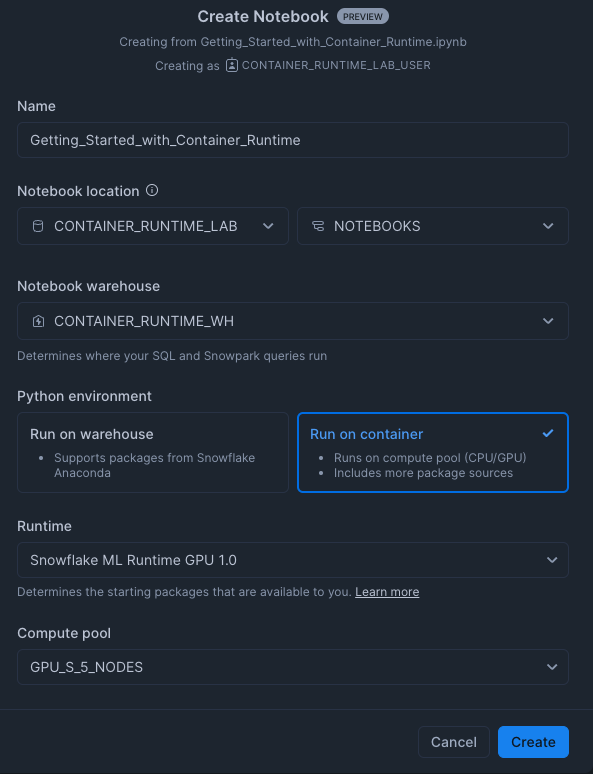 Create Notebook PREVIEW
Creating from Getting_Started_with_Container_Runtime.ipynb
Creating as CONTAINER_RUNTIME_LAB_USER
Name
Getting_Started_with_Container_Runtime
Notebook location
CONTAINER_RUNTIME_LAB NOTEBOOKS
Notebook warehouse
CONTAINER_RUNTIME_WH
Determines where your SQL and Snowpark queries run
Python environment
Run on warehouse
• Supports packages from Snowflake
Anaconda
Run on container
• Runs on compute pool (CPU/GPU)
• Includes more package sources
Runtime
Snowflake ML Runtime GPU 1.0
Determines the starting packages that are available to you. Learn more
Compute pool
GPU_S_5_NODES
Cancel Create